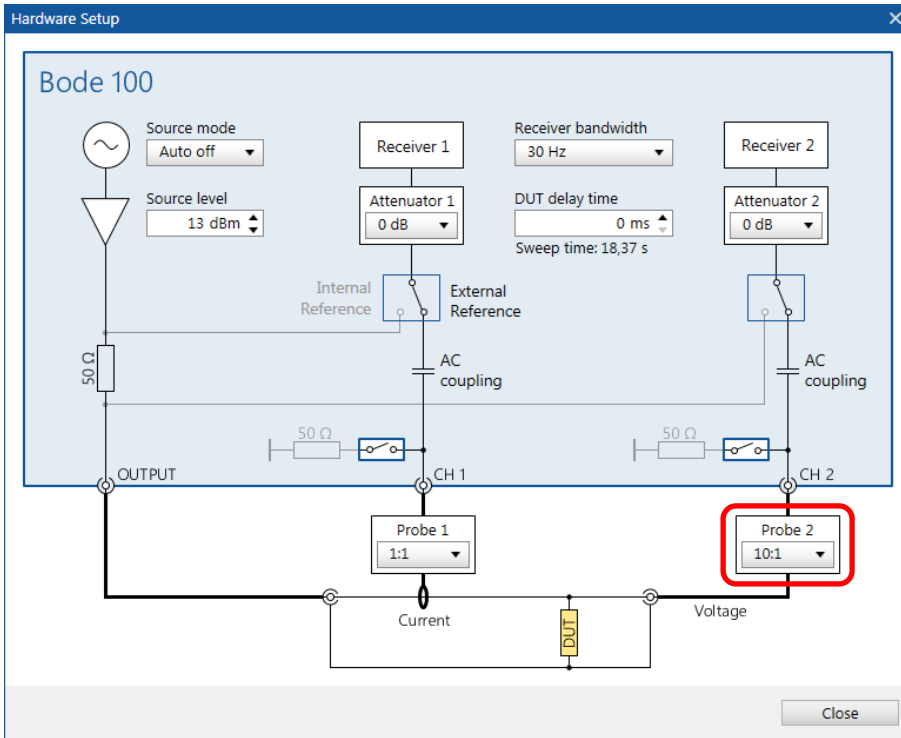 Hardware Setup
Bode 100
Source mode
Auto off
Source level
13 dBm
Receiver 1
Attenuator 1
0 dB
Receiver bandwidth
30 Hz
DUT delay time
0 ms
Sweep time: 18,37 s
Receiver 2
Attenuator 2
0 dB
Internal
Reference
External
Reference
50 Ω
AC
coupling
AC
coupling
50 Ω
50 Ω
OUTPUT
CH 1
CH 2
Probe 1
1:1
Probe 2
10:1
Current
DUT
Voltage
Close